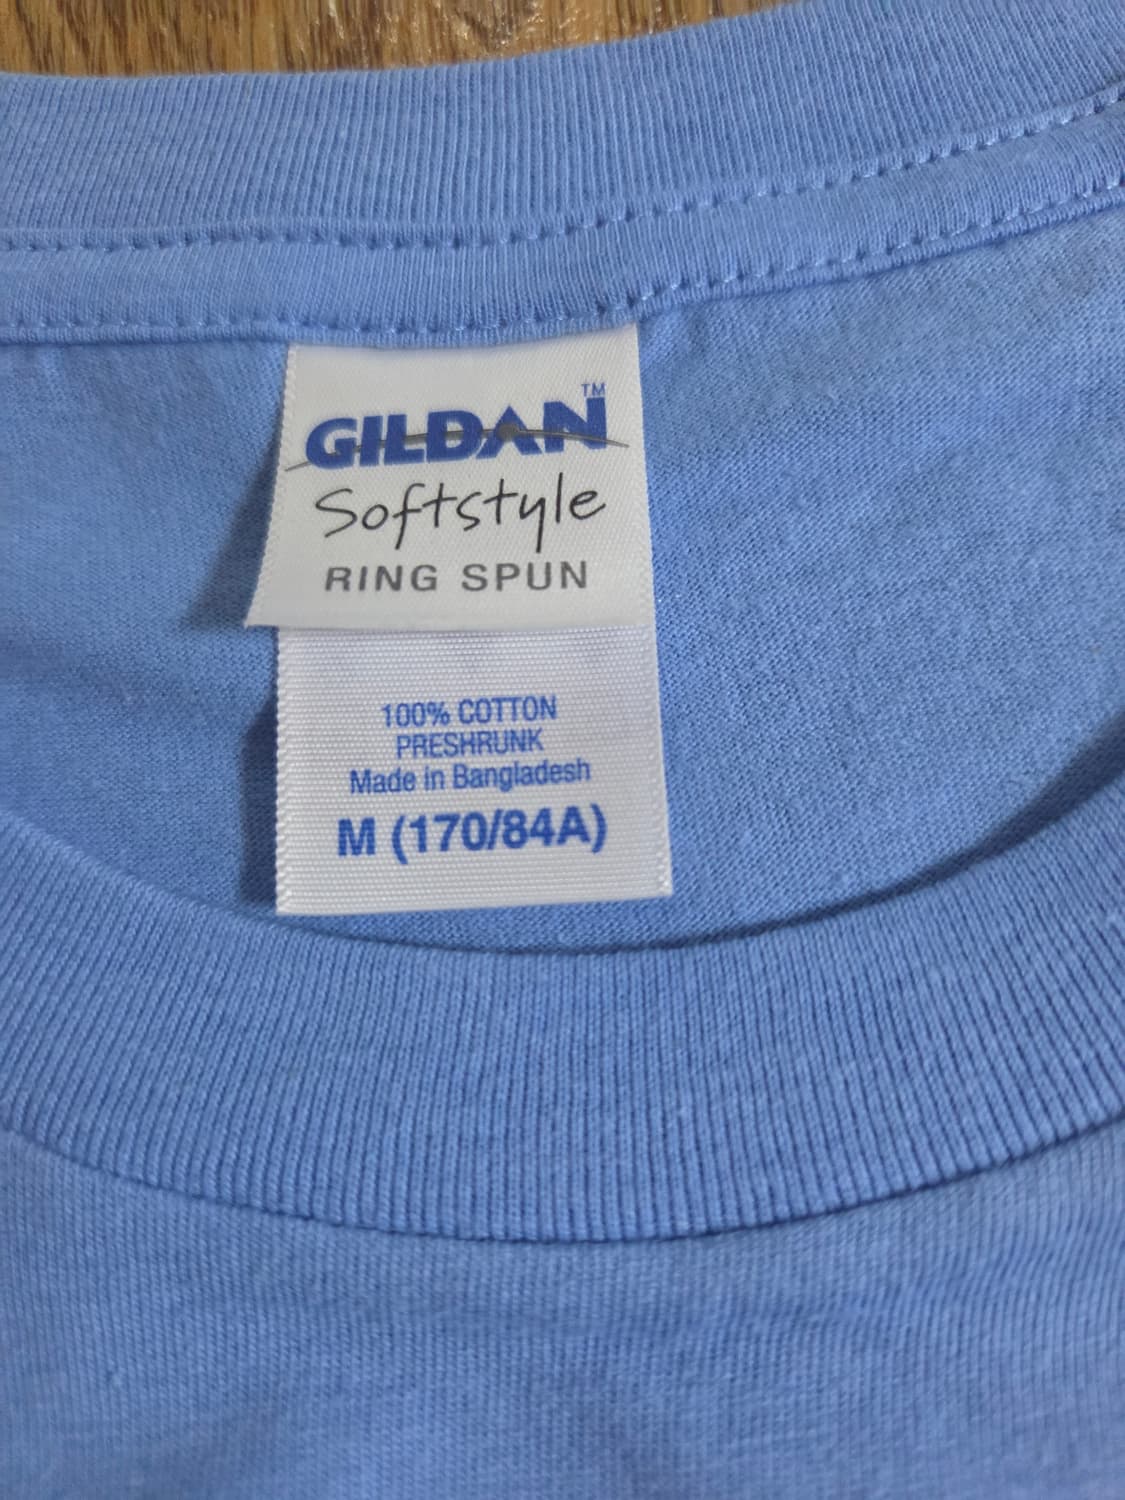 GILDAN™
Softstyle
RING SPUN
100% COTTON
PRESHRUNK
Made in Bangladesh
M (170/84A)